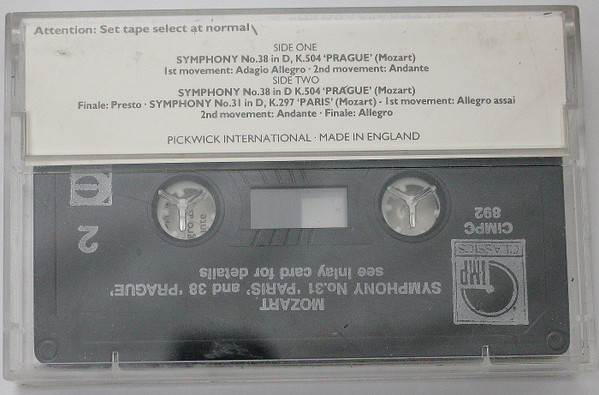 Attention: Set tape select at normal
SIDE ONE
SYMPHONY No.38 in D, K.504 'PRAGUE' (Mozart)
1st movement: Adagio Allegro · 2nd movement: Andante
SIDE TWO
SYMPHONY No.38 in D K.504 'PRAGUE' (Mozart)
Finale: Presto · SYMPHONY No.31 in D, K.297 'PARIS' (Mozart) - 1st movement: Allegro assai
2nd movement: Andante · Finale: Allegro
PICKWICK INTERNATIONAL · MADE IN ENGLAND
2
CIMPC
892
IMP
CLASSICS
MOZART
SYMPHONY No.31 'PARIS' and 38 'PRAGUE'
see inlay card for details